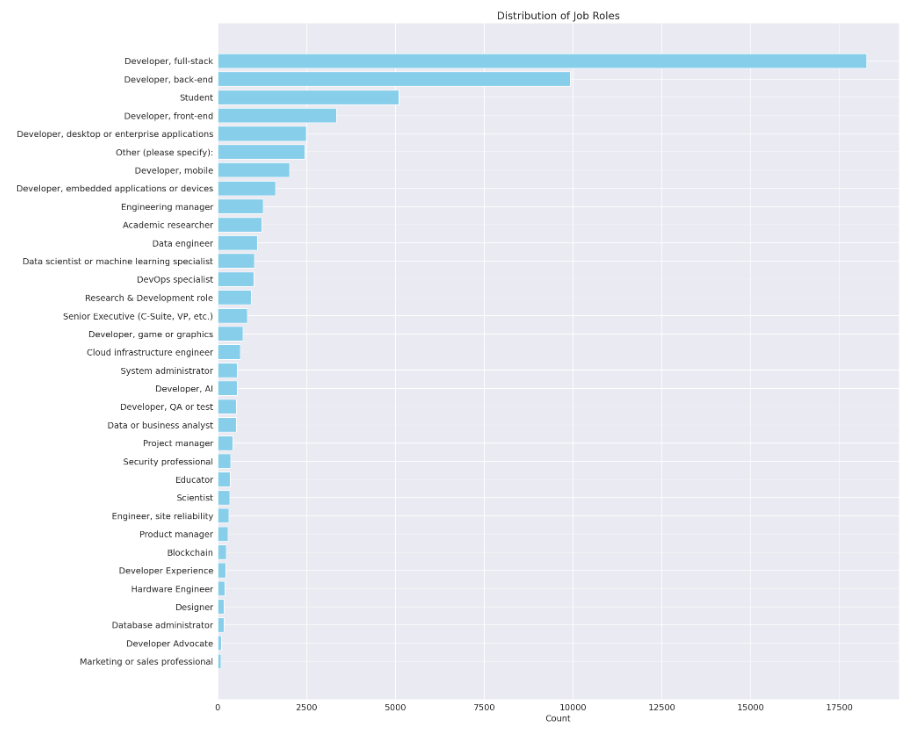 Distribution of Job Roles
Developer, full-stack
Developer, back-end
Student
Developer, front-end
Developer, desktop or enterprise applications
Other (please specify):
Developer, mobile
Developer, embedded applications or devices
Engineering manager
Academic researcher
Data engineer
Data scientist or machine learning specialist
DevOps specialist
Research & Development role
Senior Executive (C-Suite, VP, etc.)
Developer, game or graphics
Cloud infrastructure engineer
System administrator
Developer, AI
Developer, QA or test
Data or business analyst
Project manager
Security professional
Educator
Scientist
Engineer, site reliability
Product manager
Blockchain
Developer Experience
Hardware Engineer
Designer
Database administrator
Developer Advocate
Marketing or sales professional
0 2500 5000 7500 10000 12500 15000 17500
Count